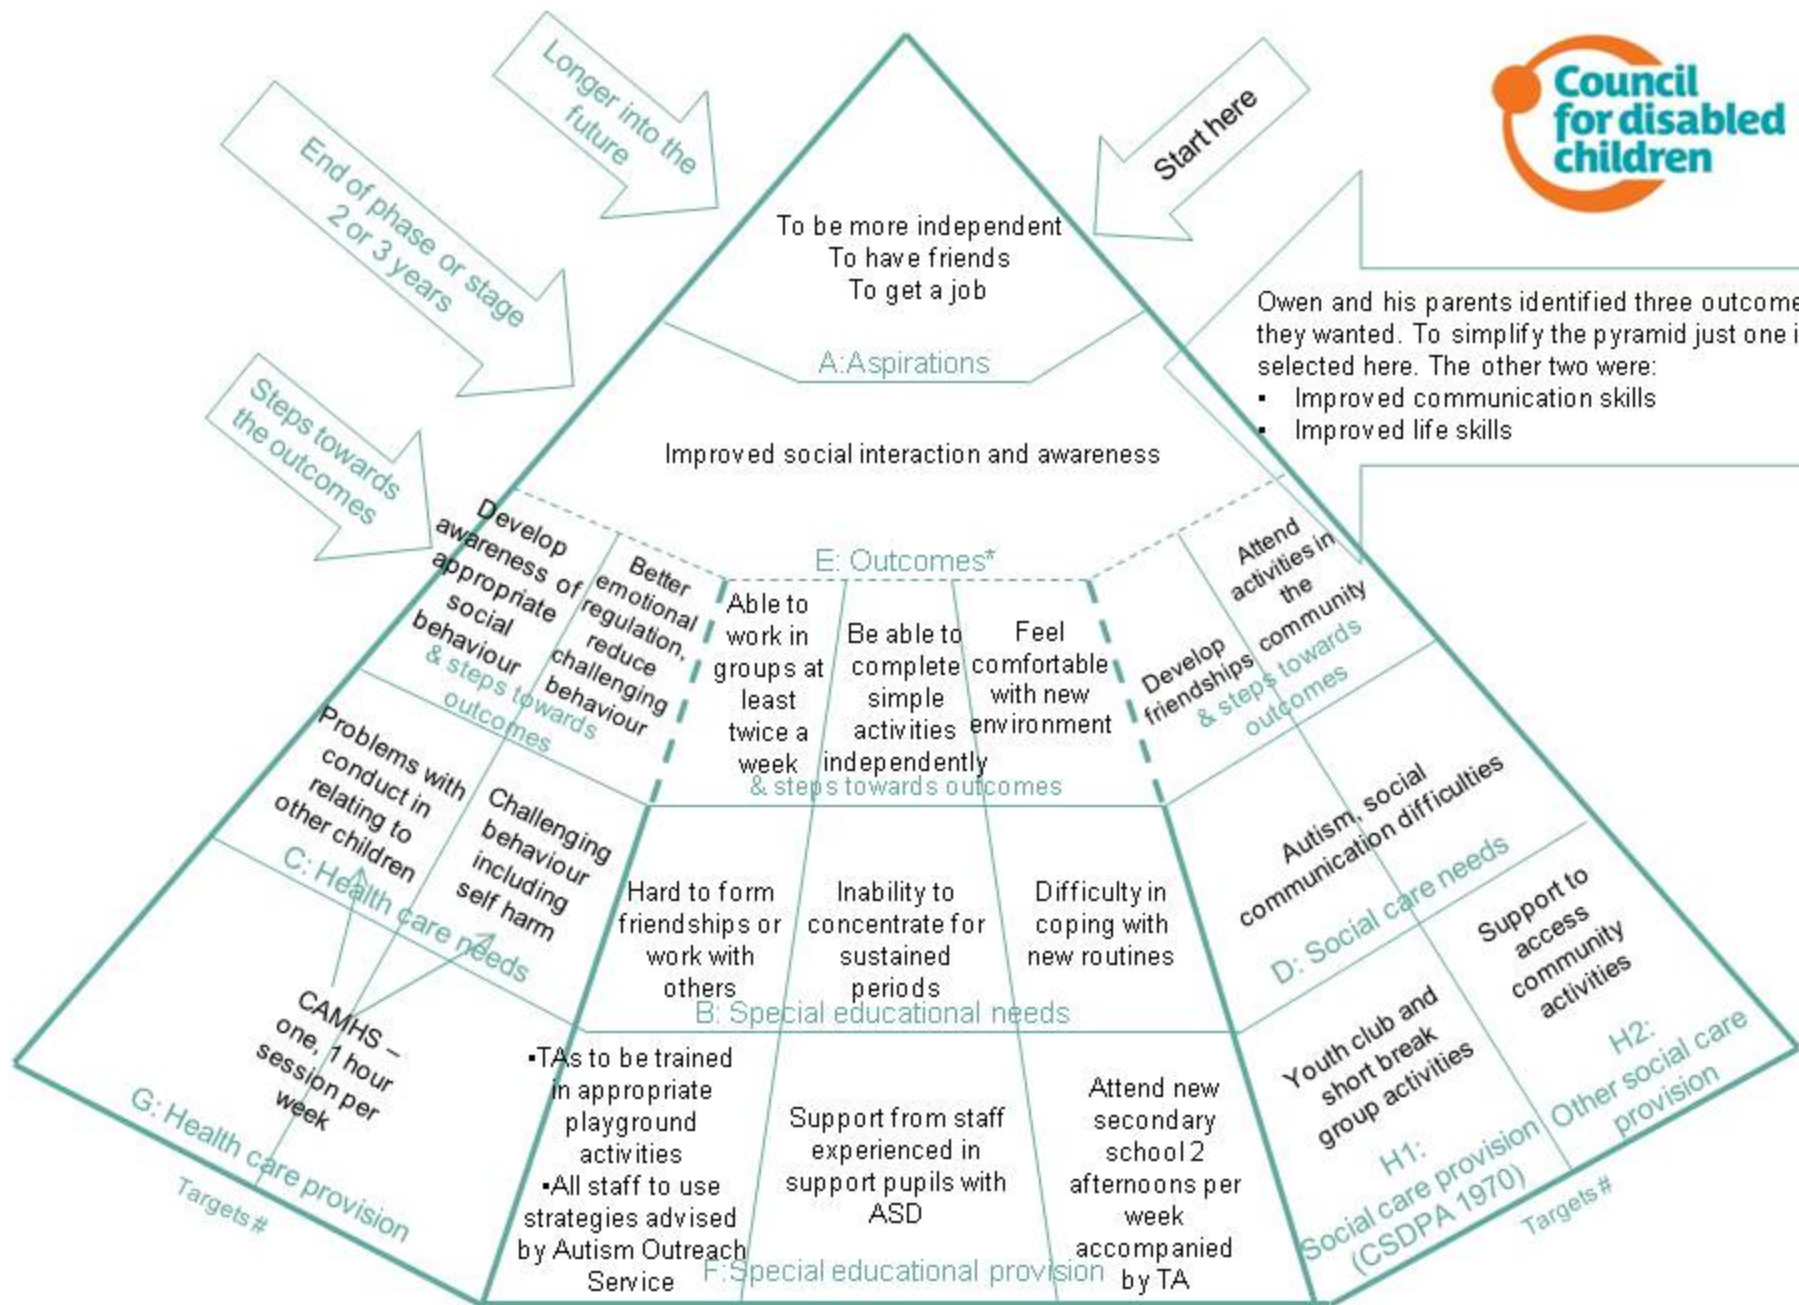 Longer into the
future
End of phase or stage
2 or 3 years
Steps towards
the outcomes
Start here
Council
for disabled
children
To be more independent
To have friends
To get a job
A:Aspirations
Owen and his parents identified three outcome
they wanted. To simplify the pyramid just one i
selected here. The other two were:
▪ Improved communication skills
▪ Improved life skills
Improved social interaction and awareness
E: Outcomes*
Develop
awareness of
appropriate
social
behaviour
Better
emotional
regulation,
reduce
challenging
behaviour
& steps towards
outcomes
Able to
work in
groups at
least
twice a
week
Be able to
complete
simple
activities
independently
Feel
comfortable
with new
environment
& steps towards outcomes
Develop
friendships
Attend
activities in
the
community
& steps towards
outcomes
Problems with
conduct in
relating to
other children
Challenging
behaviour
including
self harm
C: Health care needs
Hard to form
friendships or
work with
others
Inability to
concentrate for
sustained
periods
Difficulty in
coping with
new routines
B: Special educational needs
Autism, social
communication difficulties
D: Social care needs
CAMHS –
one, 1 hour
session per
week
G: Health care provision
Targets #
▪TAs to be trained
in appropriate
playground
activities
▪All staff to use
strategies advised
by Autism Outreach
Service
Support from staff
experienced in
support pupils with
ASD
Attend new
secondary
school 2
afternoons per
week
accompanied
by TA
F:Special educational provision
Youth club and
short break
group activities
H1:
Social care provision
(CSDPA 1970)
Support to
access
community
activities
H2:
Other social care
provision
Targets #